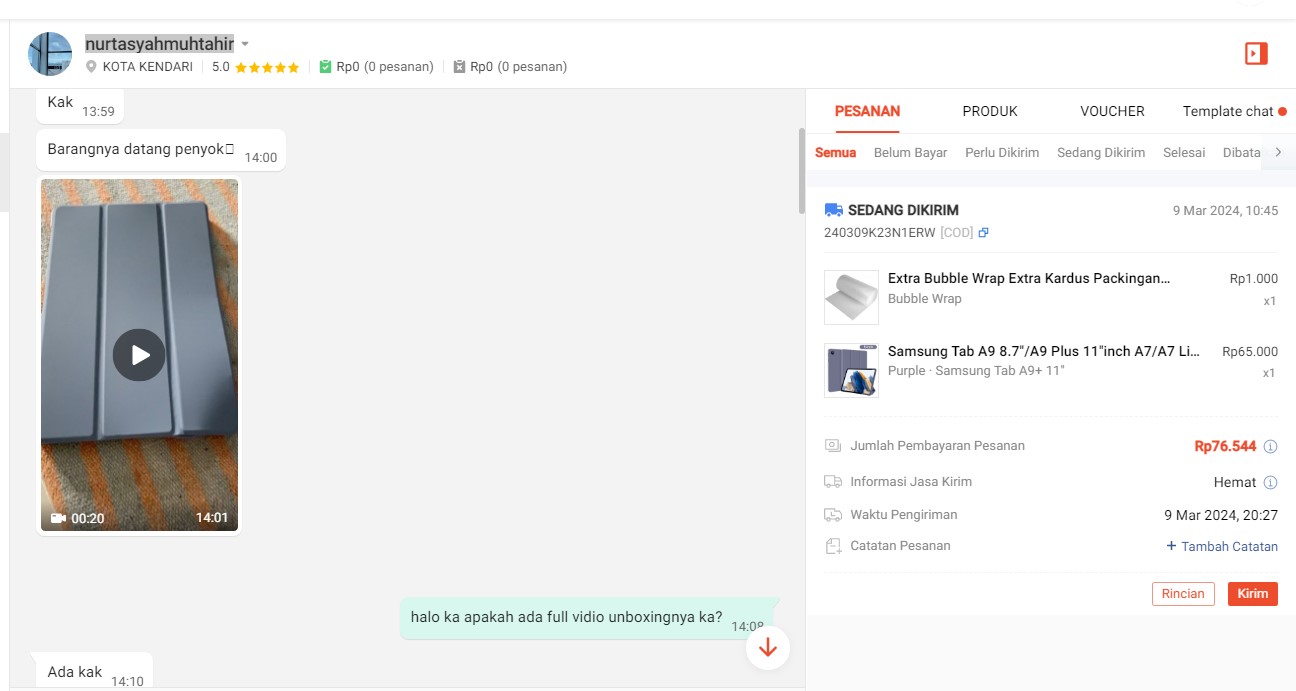 nurtasyahmuhtahir
KOTA KENDARI 5.0 Rp0 (0 pesanan) Rp0 (0 pesanan)
Kak 13:59
Barangnya datang penyok 14:00
00:20 14:01
halo ka apakah ada full vidio unboxingnya ka? 14:08
Ada kak 14:10
PESANAN PRODUK VOUCHER Template chat
Semua Belum Bayar Perlu Dikirim Sedang Dikirim Selesai Dibata
SEDANG DIKIRIM 9 Mar 2024, 10:45
240309K23N1ERW [COD]
Extra Bubble Wrap Extra Kardus Packingan... Rp1.000
Bubble Wrap x1
Samsung Tab A9 8.7"/A9 Plus 11"inch A7/A7 Li... Rp65.000
Purple · Samsung Tab A9+ 11" x1
Jumlah Pembayaran Pesanan Rp76.544
Informasi Jasa Kirim Hemat
Waktu Pengiriman 9 Mar 2024, 20:27
Catatan Pesanan + Tambah Catatan
Rincian Kirim